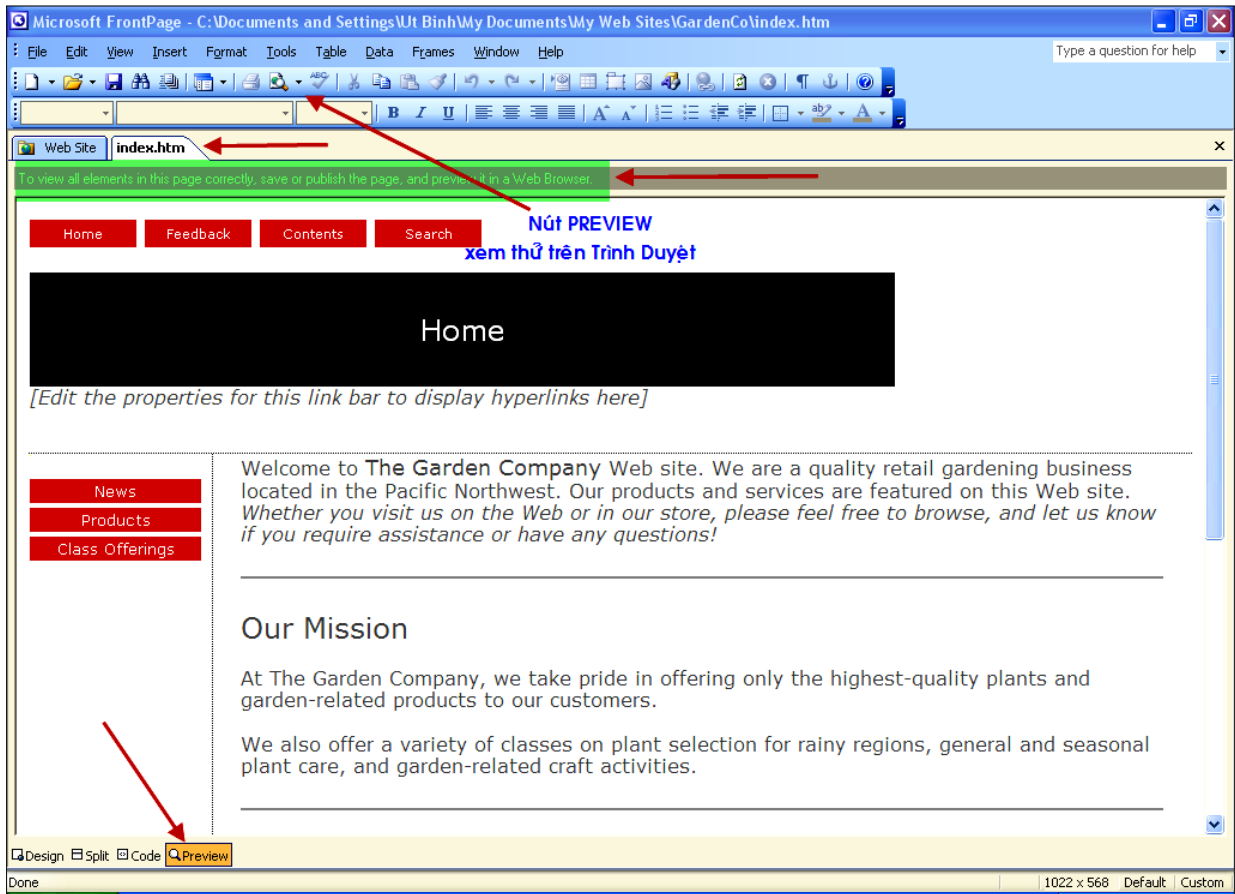 Microsoft FrontPage - C:\Documents and Settings\Ut Binh\My Documents\My Web Sites\GardenCo\index.htm
File Edit View Insert Format Tools Table Data Frames Window Help Type a question for help
B I U A A A
Web Site index.htm
To view all elements in this page correctly, save or publish the page, and preview it in a Web Browser.
Nút PREVIEW
xem thử trên Trình Duyệt
Home Feedback Contents Search
Home
[Edit the properties for this link bar to display hyperlinks here]
News
Products
Class Offerings
Welcome to The Garden Company Web site. We are a quality retail gardening business
located in the Pacific Northwest. Our products and services are featured on this Web site.
Whether you visit us on the Web or in our store, please feel free to browse, and let us know
if you require assistance or have any questions!
Our Mission
At The Garden Company, we take pride in offering only the highest-quality plants and
garden-related products to our customers.
We also offer a variety of classes on plant selection for rainy regions, general and seasonal
plant care, and garden-related craft activities.
Design Split Code Preview
Done 1022 x 568 Default Custom